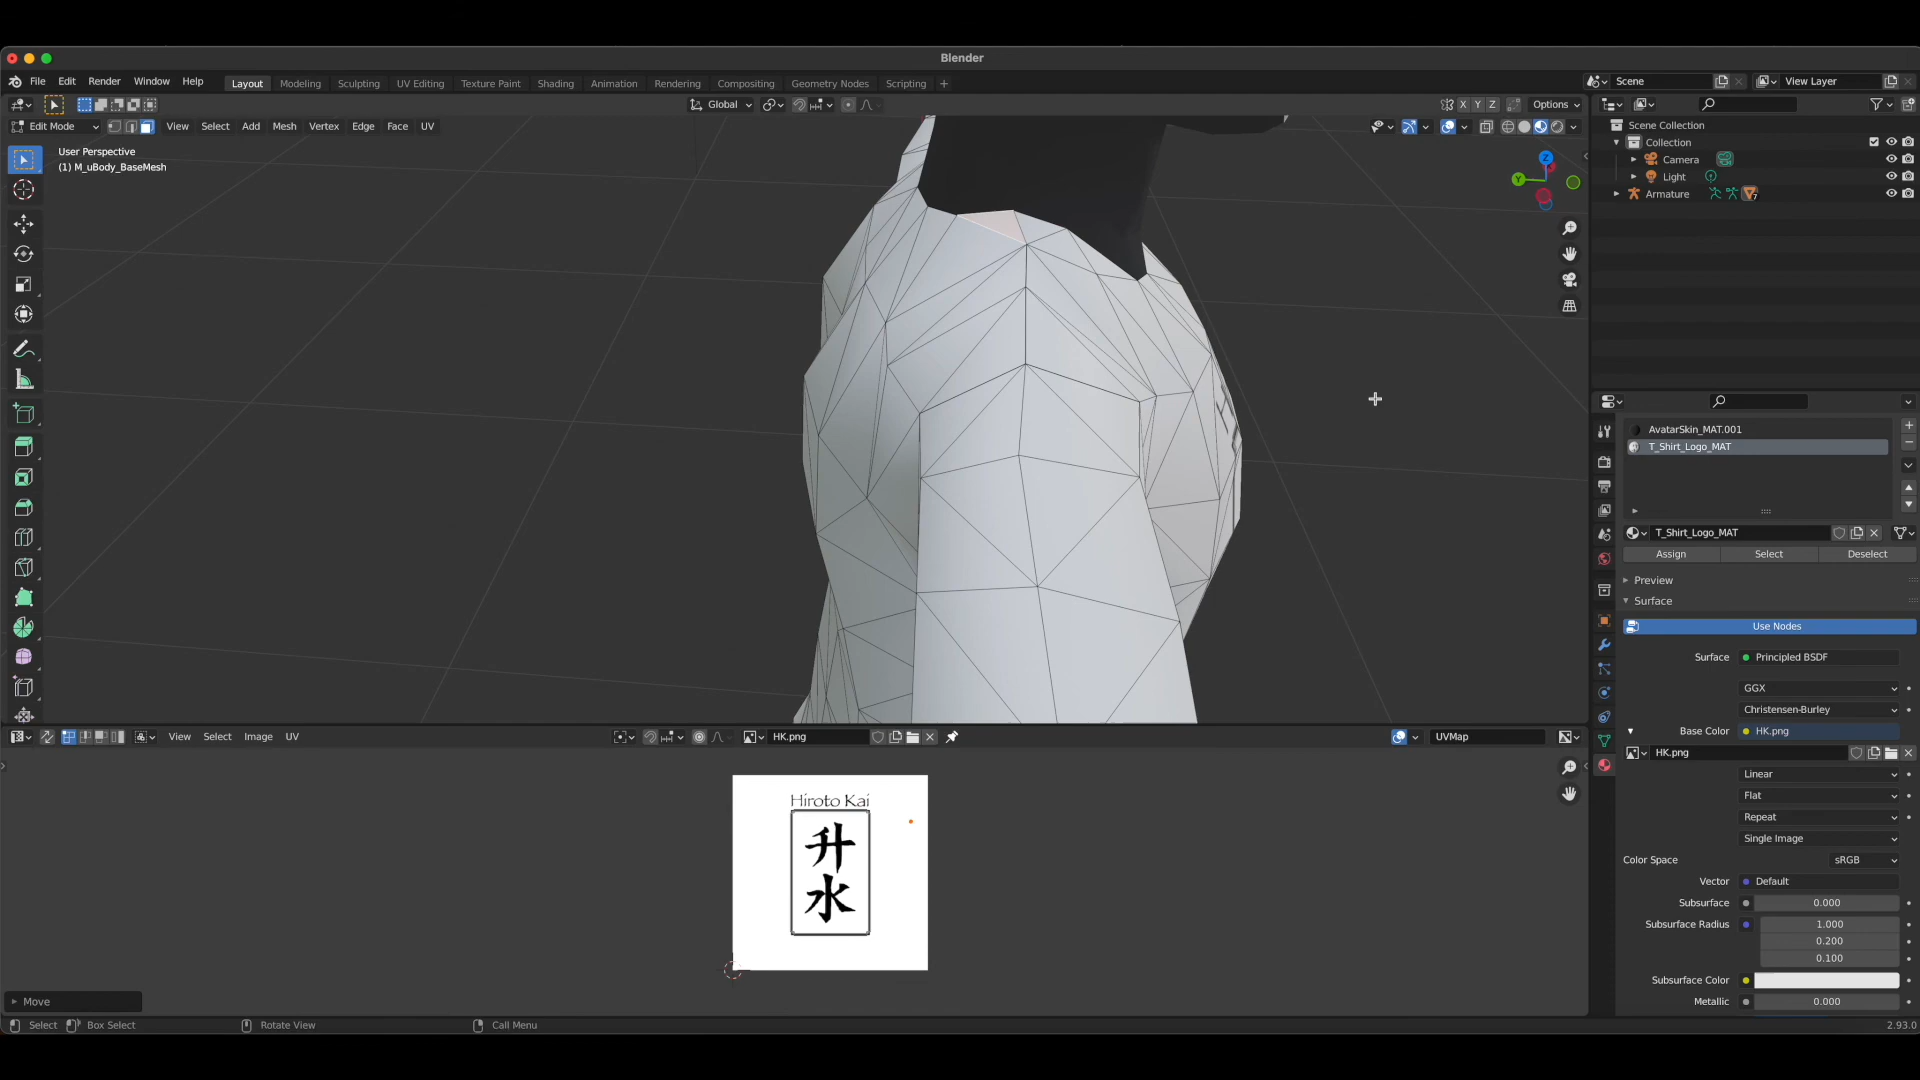 Blender
File Edit Render Window Help Layout Modeling Sculpting UV Editing Texture Paint Shading Animation Rendering Compositing Geometry Nodes Scripting + Scene View Layer
Global X Y Z Options
Edit Mode View Select Add Mesh Vertex Edge Face UV
User Perspective
(1) M_uBody_BaseMesh
Z
Y
Scene Collection
Collection
Camera
Light
Armature 7
AvatarSkin_MAT.001
T_Shirt_Logo_MAT
T_Shirt_Logo_MAT
Assign Select Deselect
Preview
Surface
Use Nodes
Surface Principled BSDF
GGX
Christensen-Burley
Base Color HK.png
HK.png
Linear
Flat
Repeat
Single Image
Color Space sRGB
Vector Default
Subsurface 0.000
Subsurface Radius 1.000
0.200
0.100
Subsurface Color
Metallic 0.000
View Select Image UV HK.png UVMap
Hiroto Kai
升
水
Move
Select Box Select Rotate View Call Menu 2.93.0